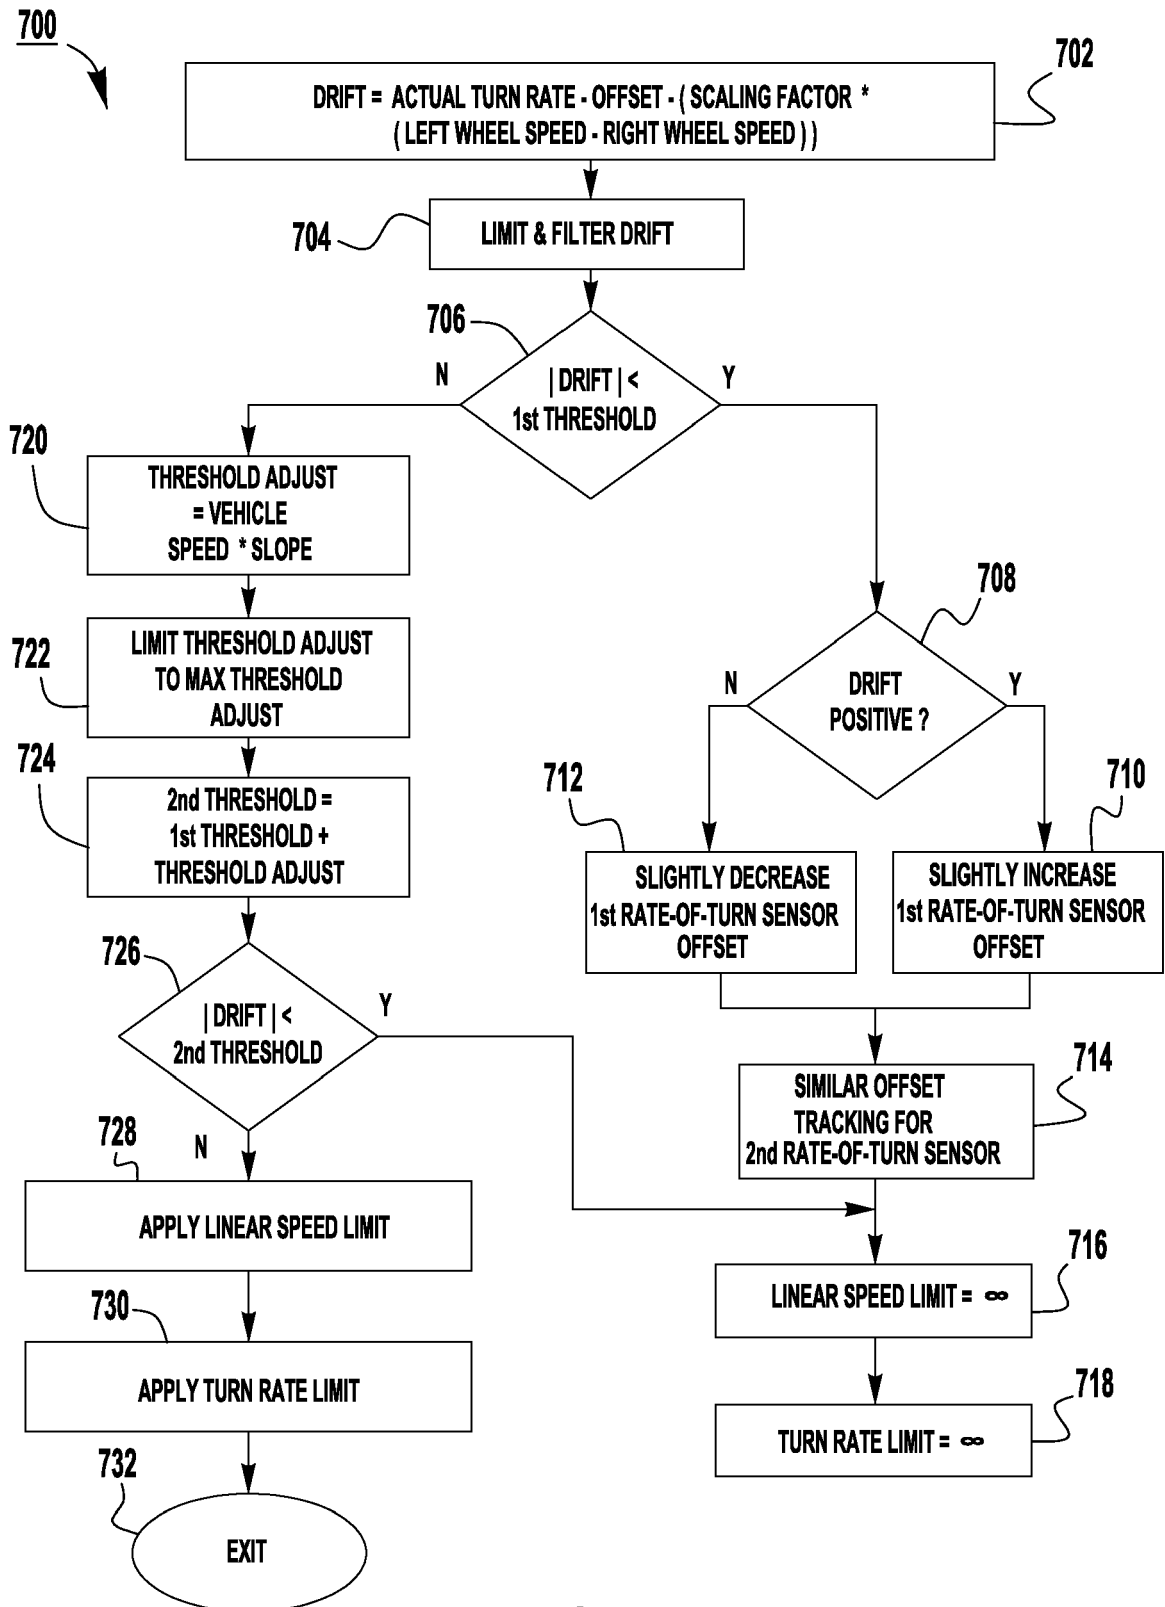 700
702
DRIFT = ACTUAL TURN RATE - OFFSET - ( SCALING FACTOR *
( LEFT WHEEL SPEED - RIGHT WHEEL SPEED ) )
704
LIMIT & FILTER DRIFT
706
N
Y
| DRIFT | <
1st THRESHOLD
720
THRESHOLD ADJUST
= VEHICLE
SPEED * SLOPE
708
722
LIMIT THRESHOLD ADJUST
TO MAX THRESHOLD
ADJUST
N
Y
DRIFT
POSITIVE ?
724
2nd THRESHOLD =
1st THRESHOLD +
THRESHOLD ADJUST
712
710
SLIGHTLY DECREASE
1st RATE-OF-TURN SENSOR
OFFSET
SLIGHTLY INCREASE
1st RATE-OF-TURN SENSOR
OFFSET
726
Y
| DRIFT | <
2nd THRESHOLD
714
SIMILAR OFFSET
TRACKING FOR
2nd RATE-OF-TURN SENSOR
728
N
APPLY LINEAR SPEED LIMIT
716
LINEAR SPEED LIMIT = ∞
730
APPLY TURN RATE LIMIT
718
TURN RATE LIMIT = ∞
732
EXIT